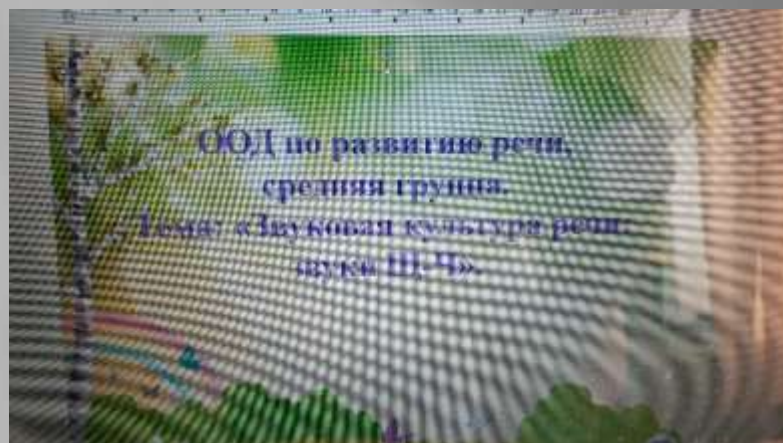 ООД по развитию речи,
средняя группа.
Тема: «Звуковая культура речи:
звуки Щ-Ч».